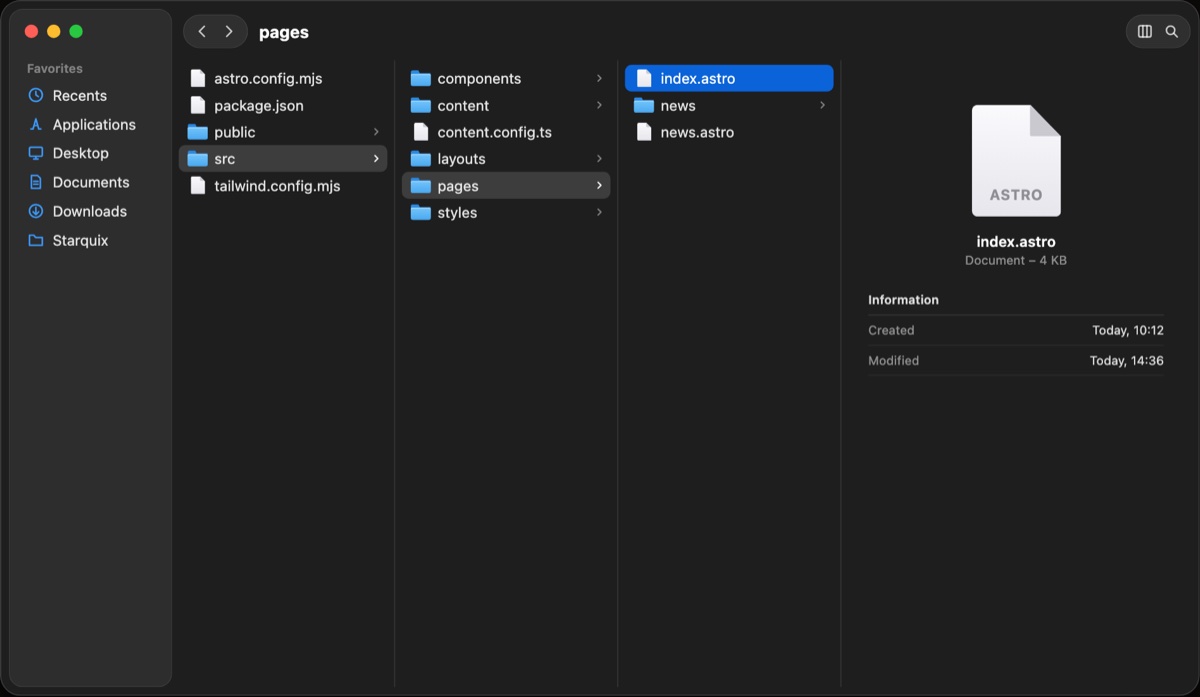 pages
Favorites
Recents
Applications
Desktop
Documents
Downloads
Starquix
astro.config.mjs
package.json
public
src
tailwind.config.mjs
components
content
content.config.ts
layouts
pages
styles
index.astro
news
news.astro
ASTRO
index.astro
Document – 4 KB
Information
Created Today, 10:12
Modified Today, 14:36